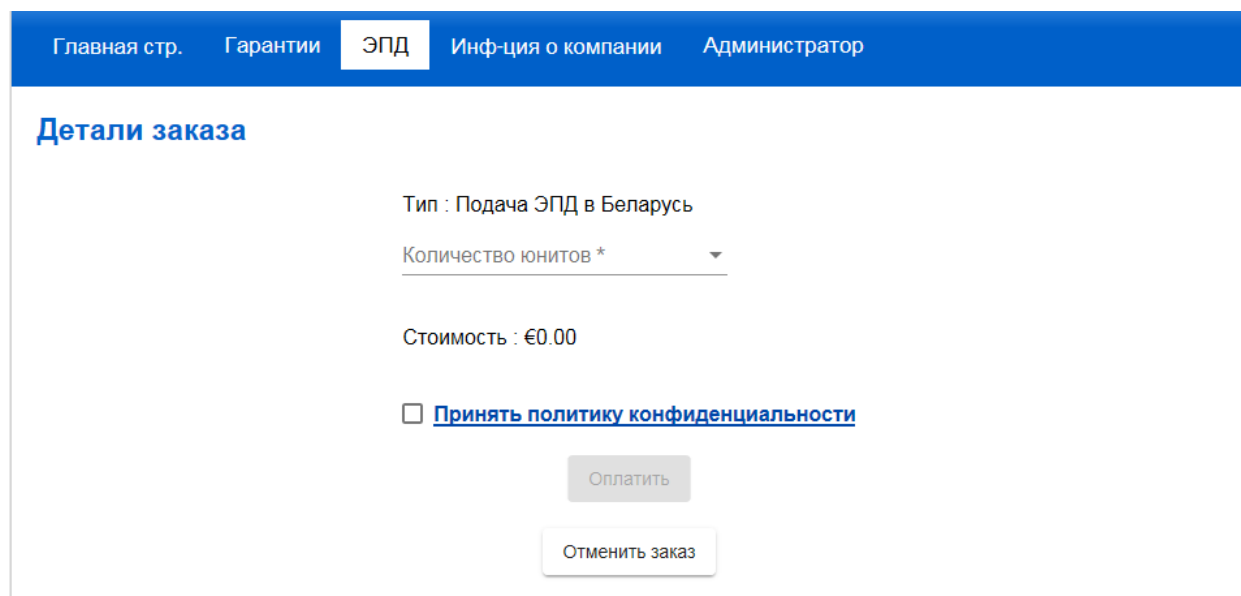 Главная стр. Гарантии ЭПД Инф-ция о компании Администратор
Детали заказа
Тип : Подача ЭПД в Беларусь
Количество юнитов *
Стоимость : €0.00
Принять политику конфиденциальности
Оплатить
Отменить заказ